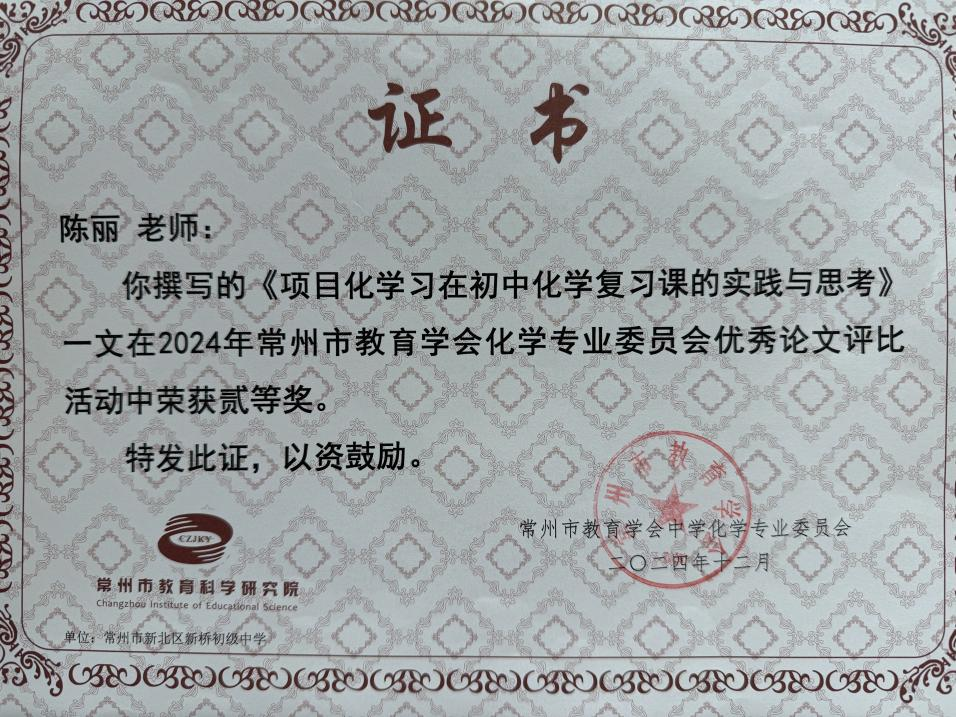 证 书
陈丽 老师：
你撰写的《项目化学习在初中化学复习课的实践与思考》
一文在2024年常州市教育学会化学专业委员会优秀论文评比
活动中荣获贰等奖。
特发此证，以资鼓励。
常州市教育学会
常州市教育学会中学化学专业委员会
二〇二四年十二月
CZJKY
常州市教育科学研究院
Changzhou Institute of Educational Science
单位：常州市新北区新桥初级中学